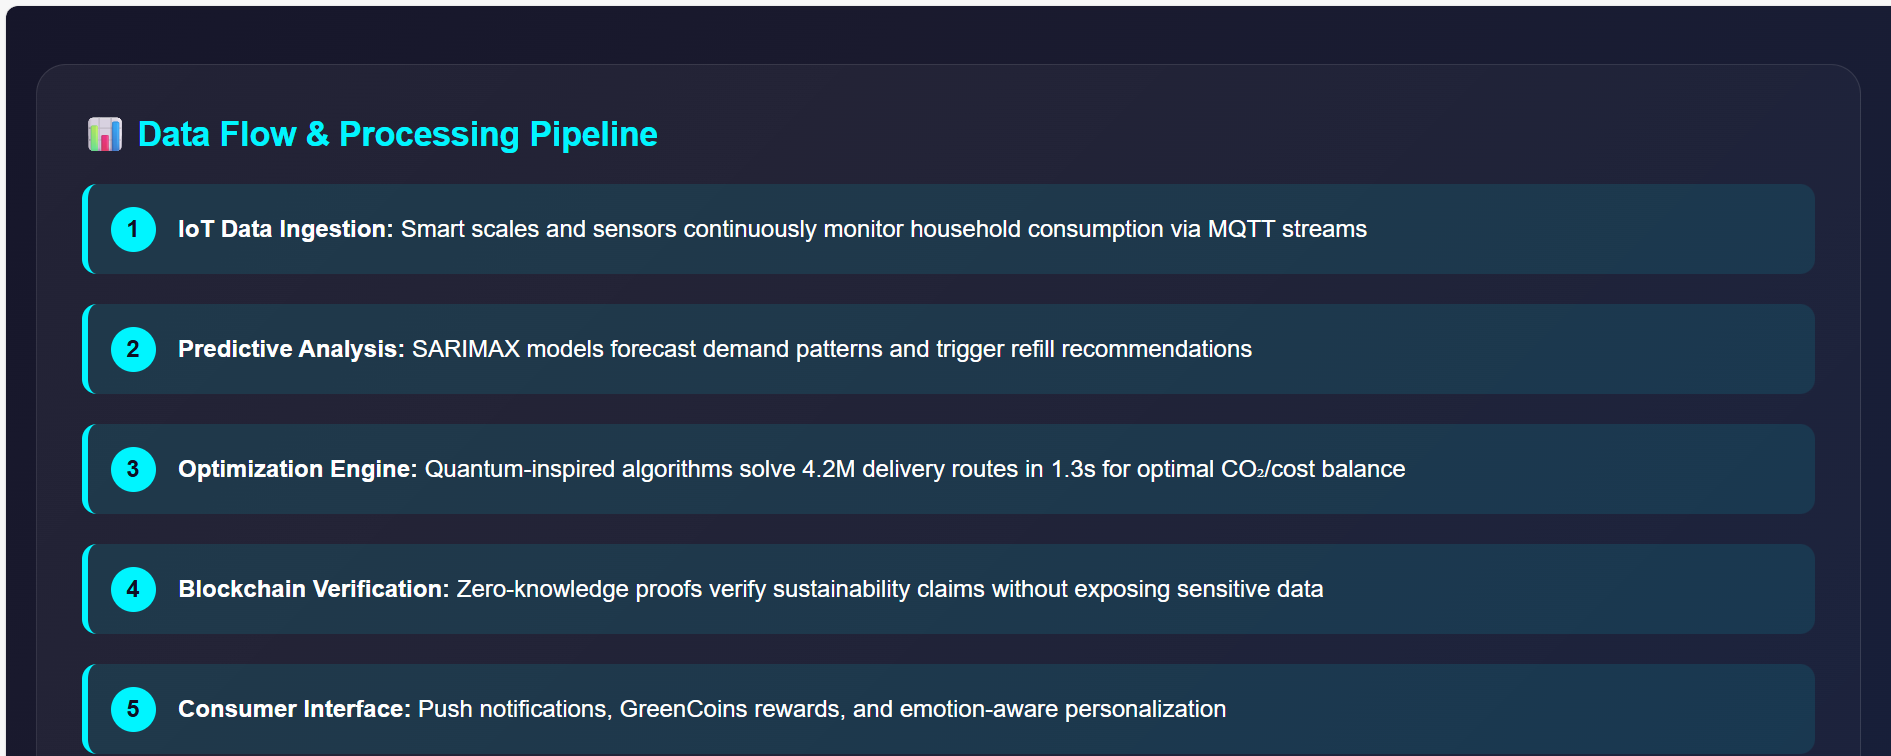 Data Flow & Processing Pipeline
1 IoT Data Ingestion: Smart scales and sensors continuously monitor household consumption via MQTT streams
2 Predictive Analysis: SARIMAX models forecast demand patterns and trigger refill recommendations
3 Optimization Engine: Quantum-inspired algorithms solve 4.2M delivery routes in 1.3s for optimal CO₂/cost balance
4 Blockchain Verification: Zero-knowledge proofs verify sustainability claims without exposing sensitive data
5 Consumer Interface: Push notifications, GreenCoins rewards, and emotion-aware personalization